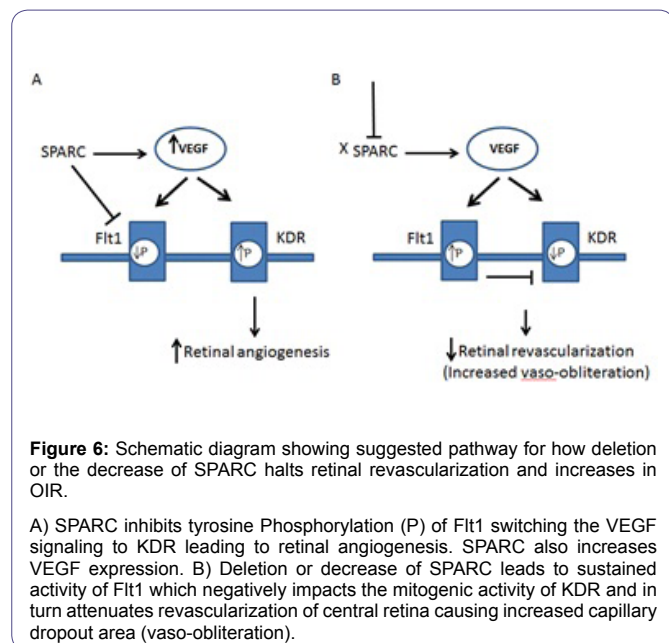 A
B
SPARC
↑VEGF
Flt1
↓P
↑P
KDR
↑Retinal angiogenesis
X SPARC
VEGF
Flt1
↑P
↓P
KDR
↓Retinal revascularization
(Increased vaso-obliteration)
Figure 6: Schematic diagram showing suggested pathway for how deletion
or the decrease of SPARC halts retinal revascularization and increases in
OIR.
A) SPARC inhibits tyrosine Phosphorylation (P) of Flt1 switching the VEGF
signaling to KDR leading to retinal angiogenesis. SPARC also increases
VEGF expression. B) Deletion or decrease of SPARC leads to sustained
activity of Flt1 which negatively impacts the mitogenic activity of KDR and in
turn attenuates revascularization of central retina causing increased capillary
dropout area (vaso-obliteration).